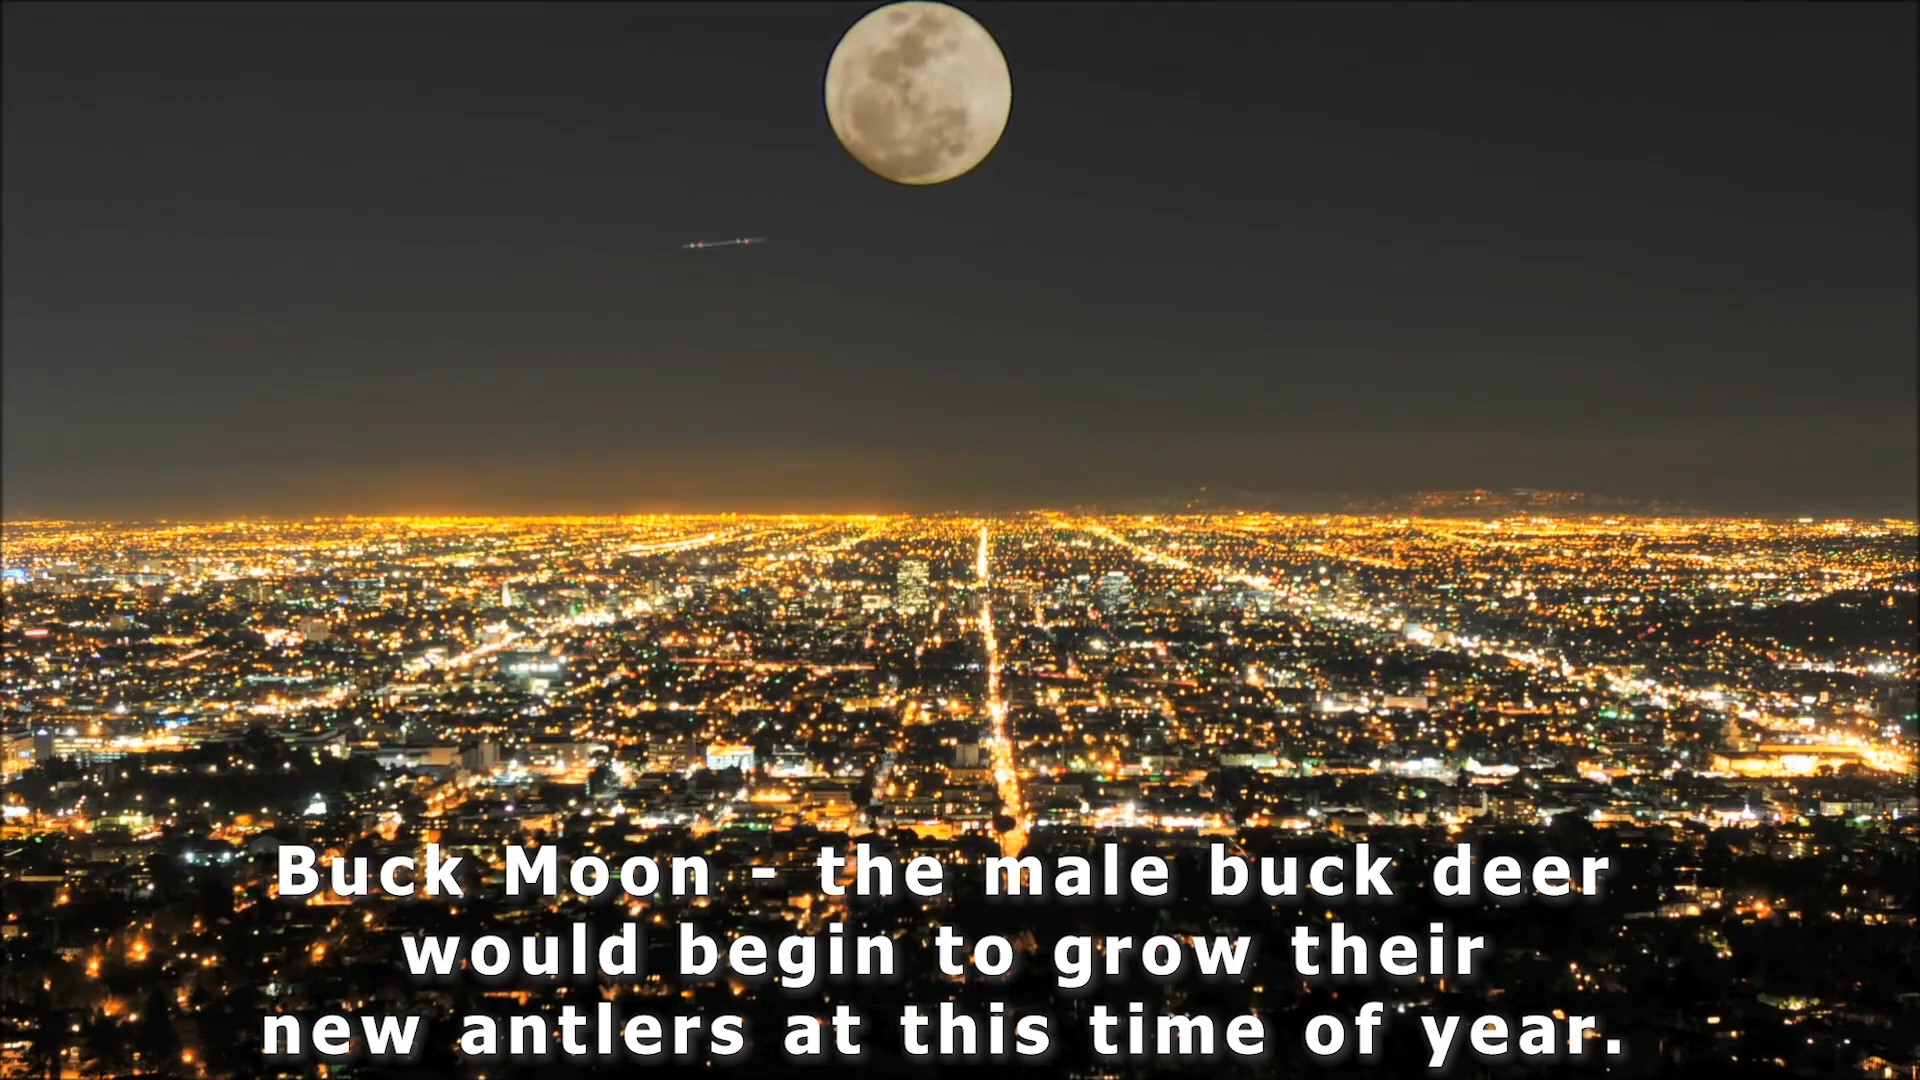 Buck Moon - the male buck deer
would begin to grow their
new antlers at this time of year.